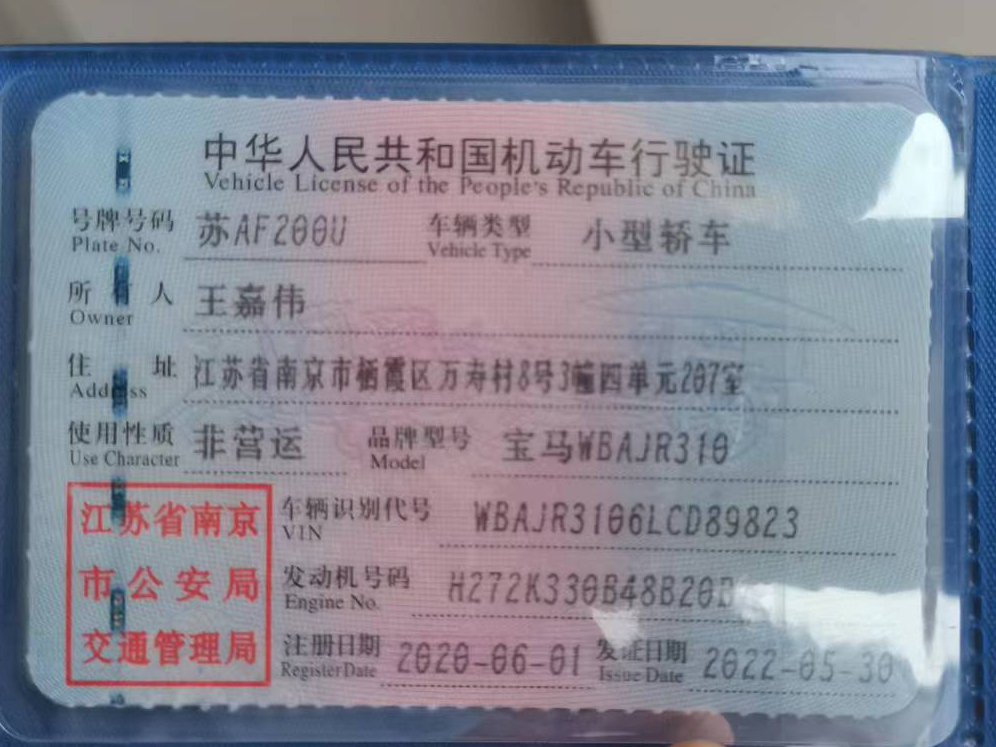 中华人民共和国机动车行驶证
Vehicle License of the People's Republic of China
号牌号码 苏AF200U 车辆类型 小型轿车
Plate No. Vehicle Type
所有人 王嘉伟
Owner
住址 江苏省南京市栖霞区万寿村8号3幢四单元207室
Address
使用性质 非营运 品牌型号 宝马WBAJR310
Use Character Model
江苏省南京 车辆识别代号 WBAJR3106LCD89823
VIN
市公安局 发动机号码 H272K330B48B20B
Engine No.
交通管理局 注册日期 2020-06-01 发证日期 2022-05-30
Register Date Issue Date